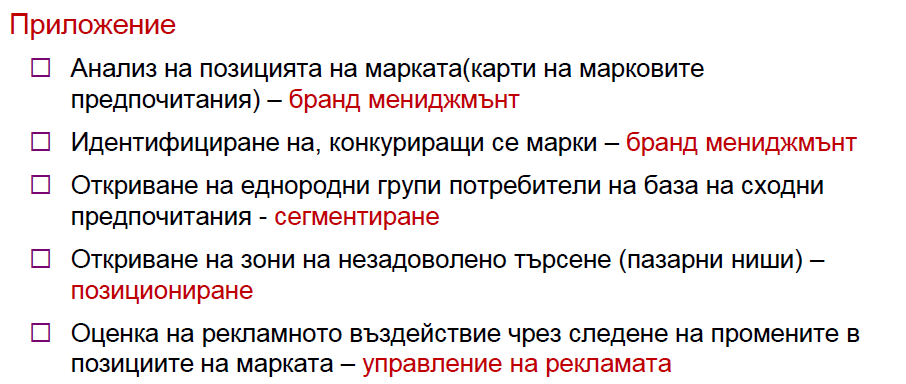 Приложение
Анализ на позицията на марката(карти на марковите
предпочитания) – бранд мениджмънт
Идентифициране на, конкуриращи се марки – бранд мениджмънт
Откриване на еднородни групи потребители на база на сходни
предпочитания - сегментиране
Откриване на зони на незадоволено търсене (пазарни ниши) –
позициониране
Оценка на рекламното въздействие чрез следене на промените в
позициите на марката – управление на рекламата